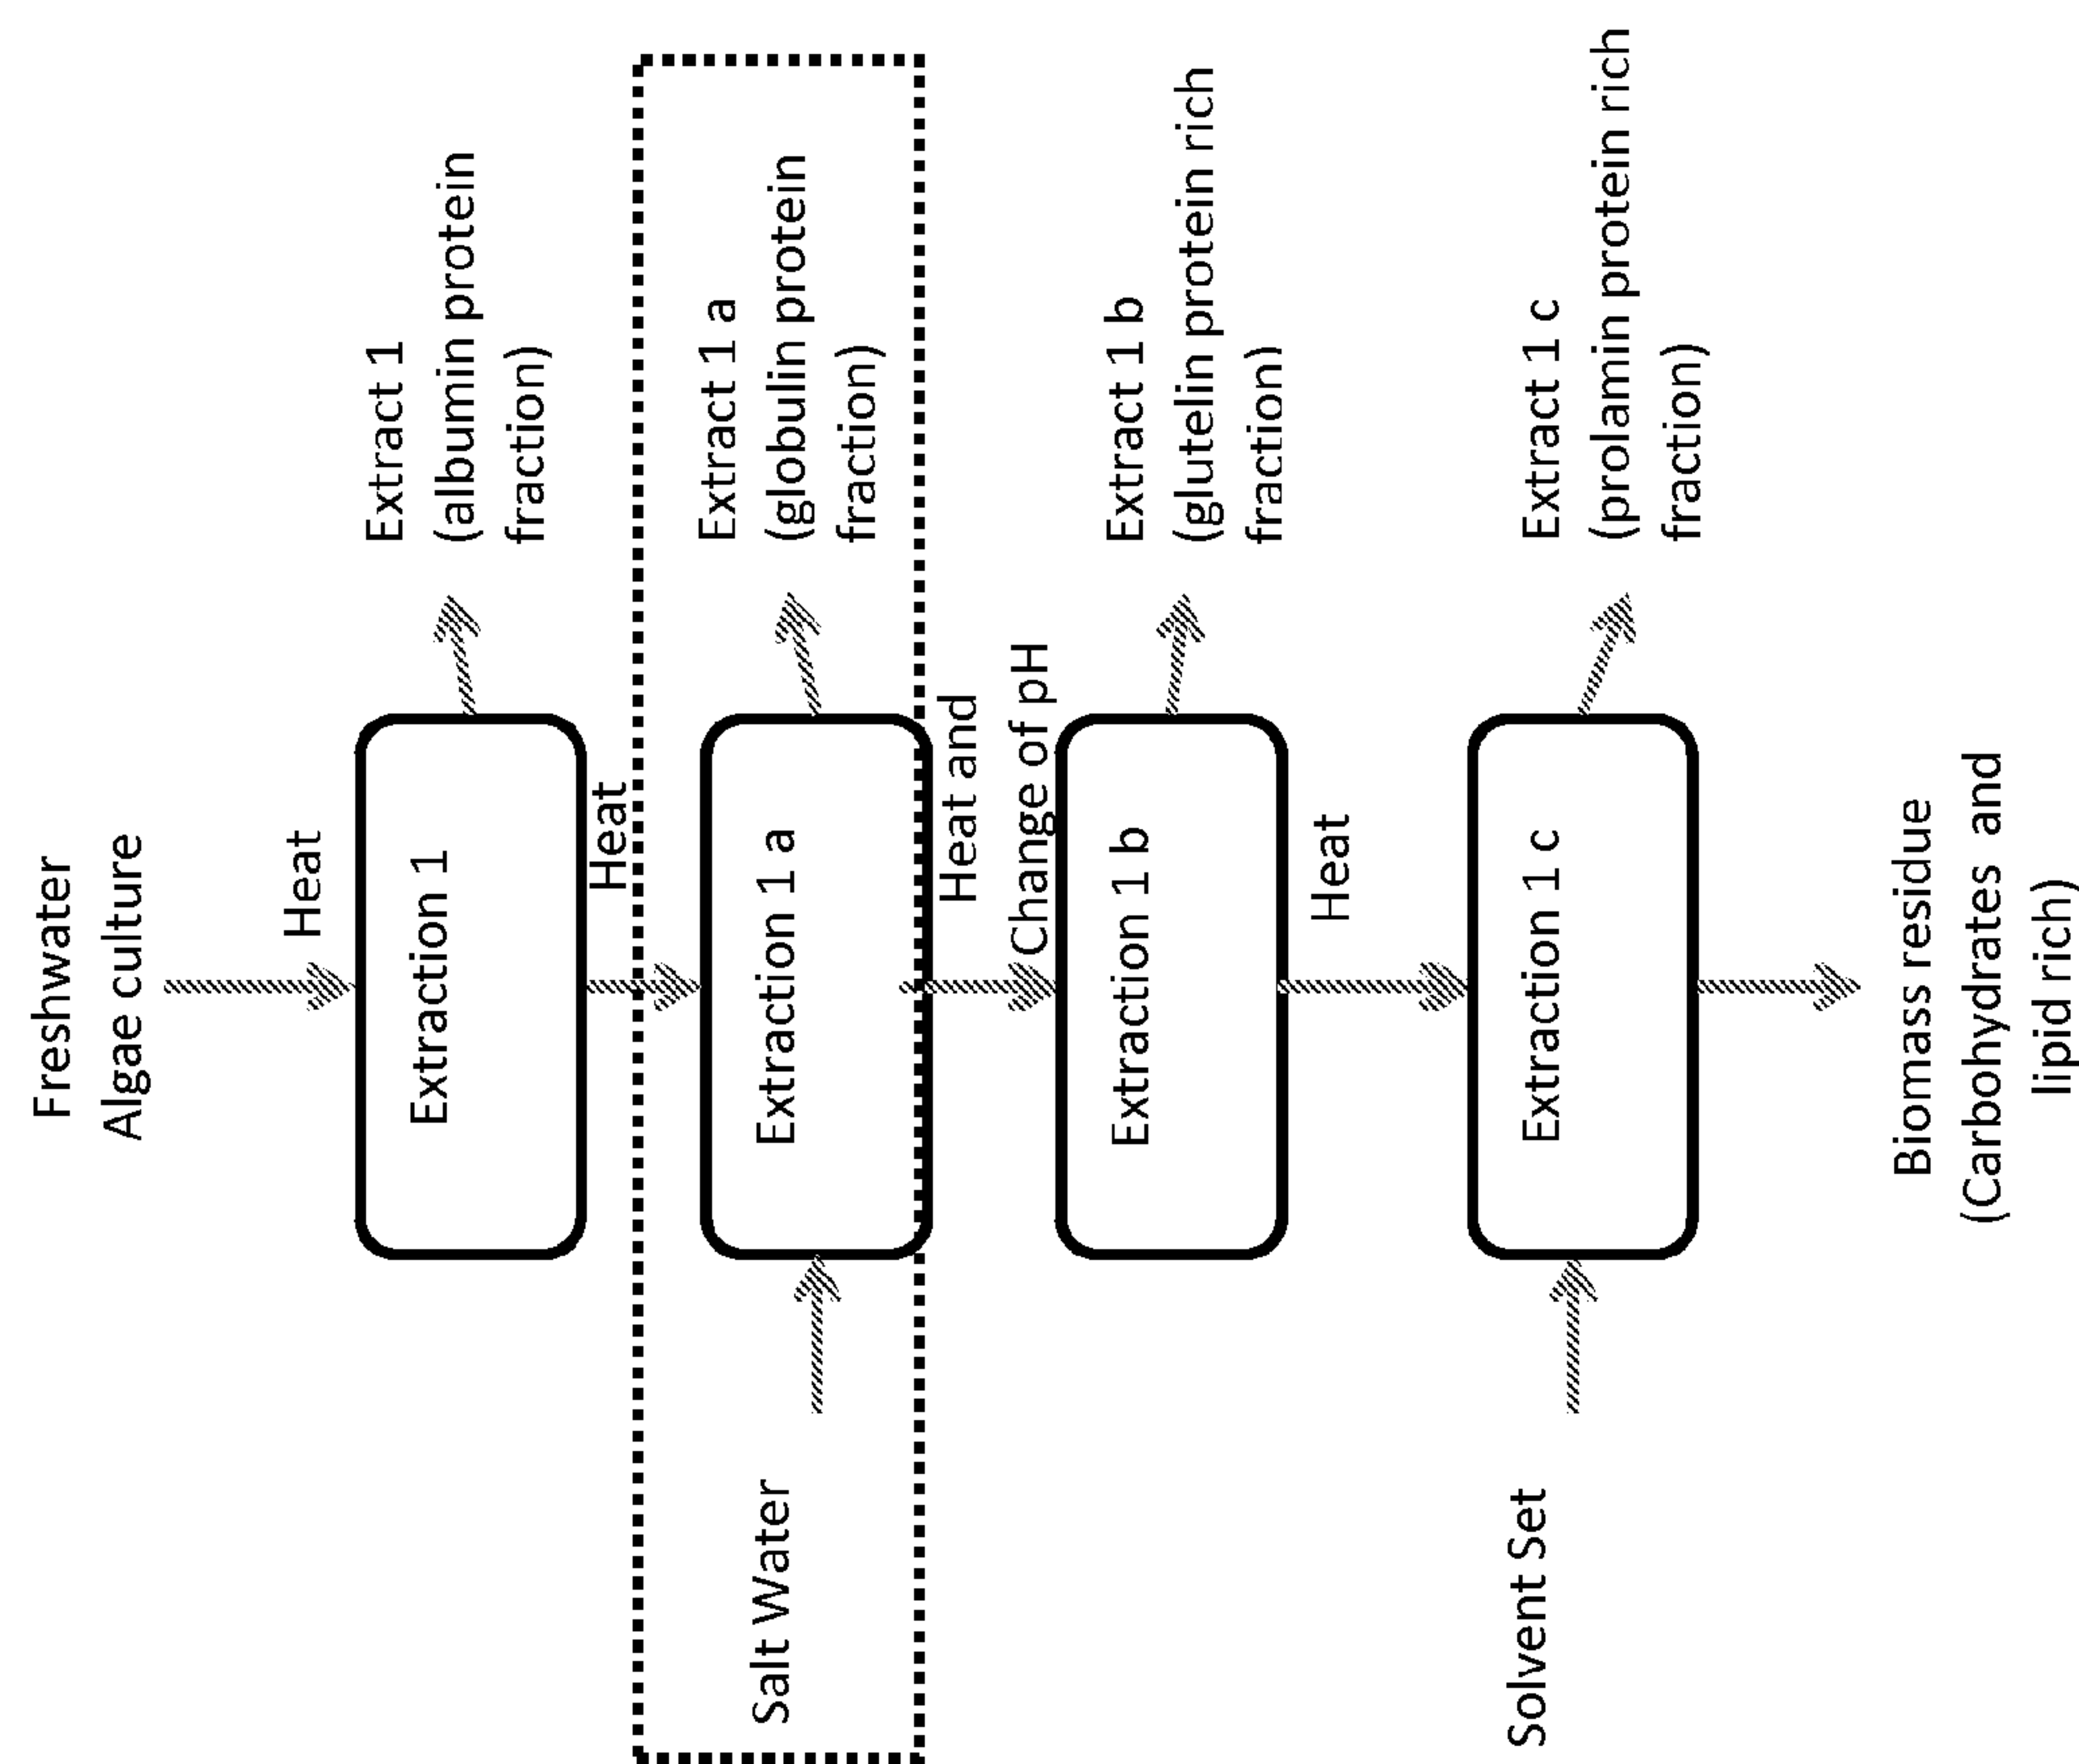 Freshwater
Algae culture
Heat
Extraction 1
Extract 1
(albumin protein
fraction)
Heat
Salt Water
Extraction 1 a
Extract 1 a
(globulin protein
fraction)
Heat and
Change of pH
Extraction 1 b
Extract 1 b
(glutelin protein rich
fraction)
Heat
Solvent Set
Extraction 1 c
Extract 1 c
(prolamin protein rich
fraction)
Biomass residue
(Carbohydrates and
lipid rich)